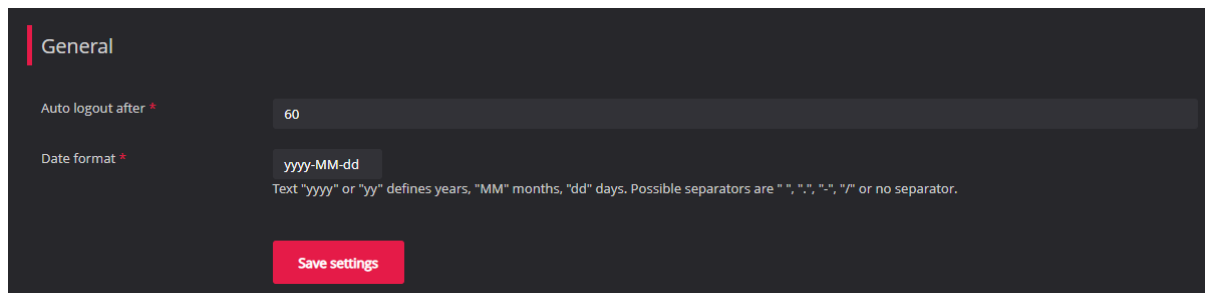 General
Auto logout after *
60
Date format *
yyyy-MM-dd
Text "yyyy" or "yy" defines years, "MM" months, "dd" days. Possible separators are " ", ".", "-", "/" or no separator.
Save settings